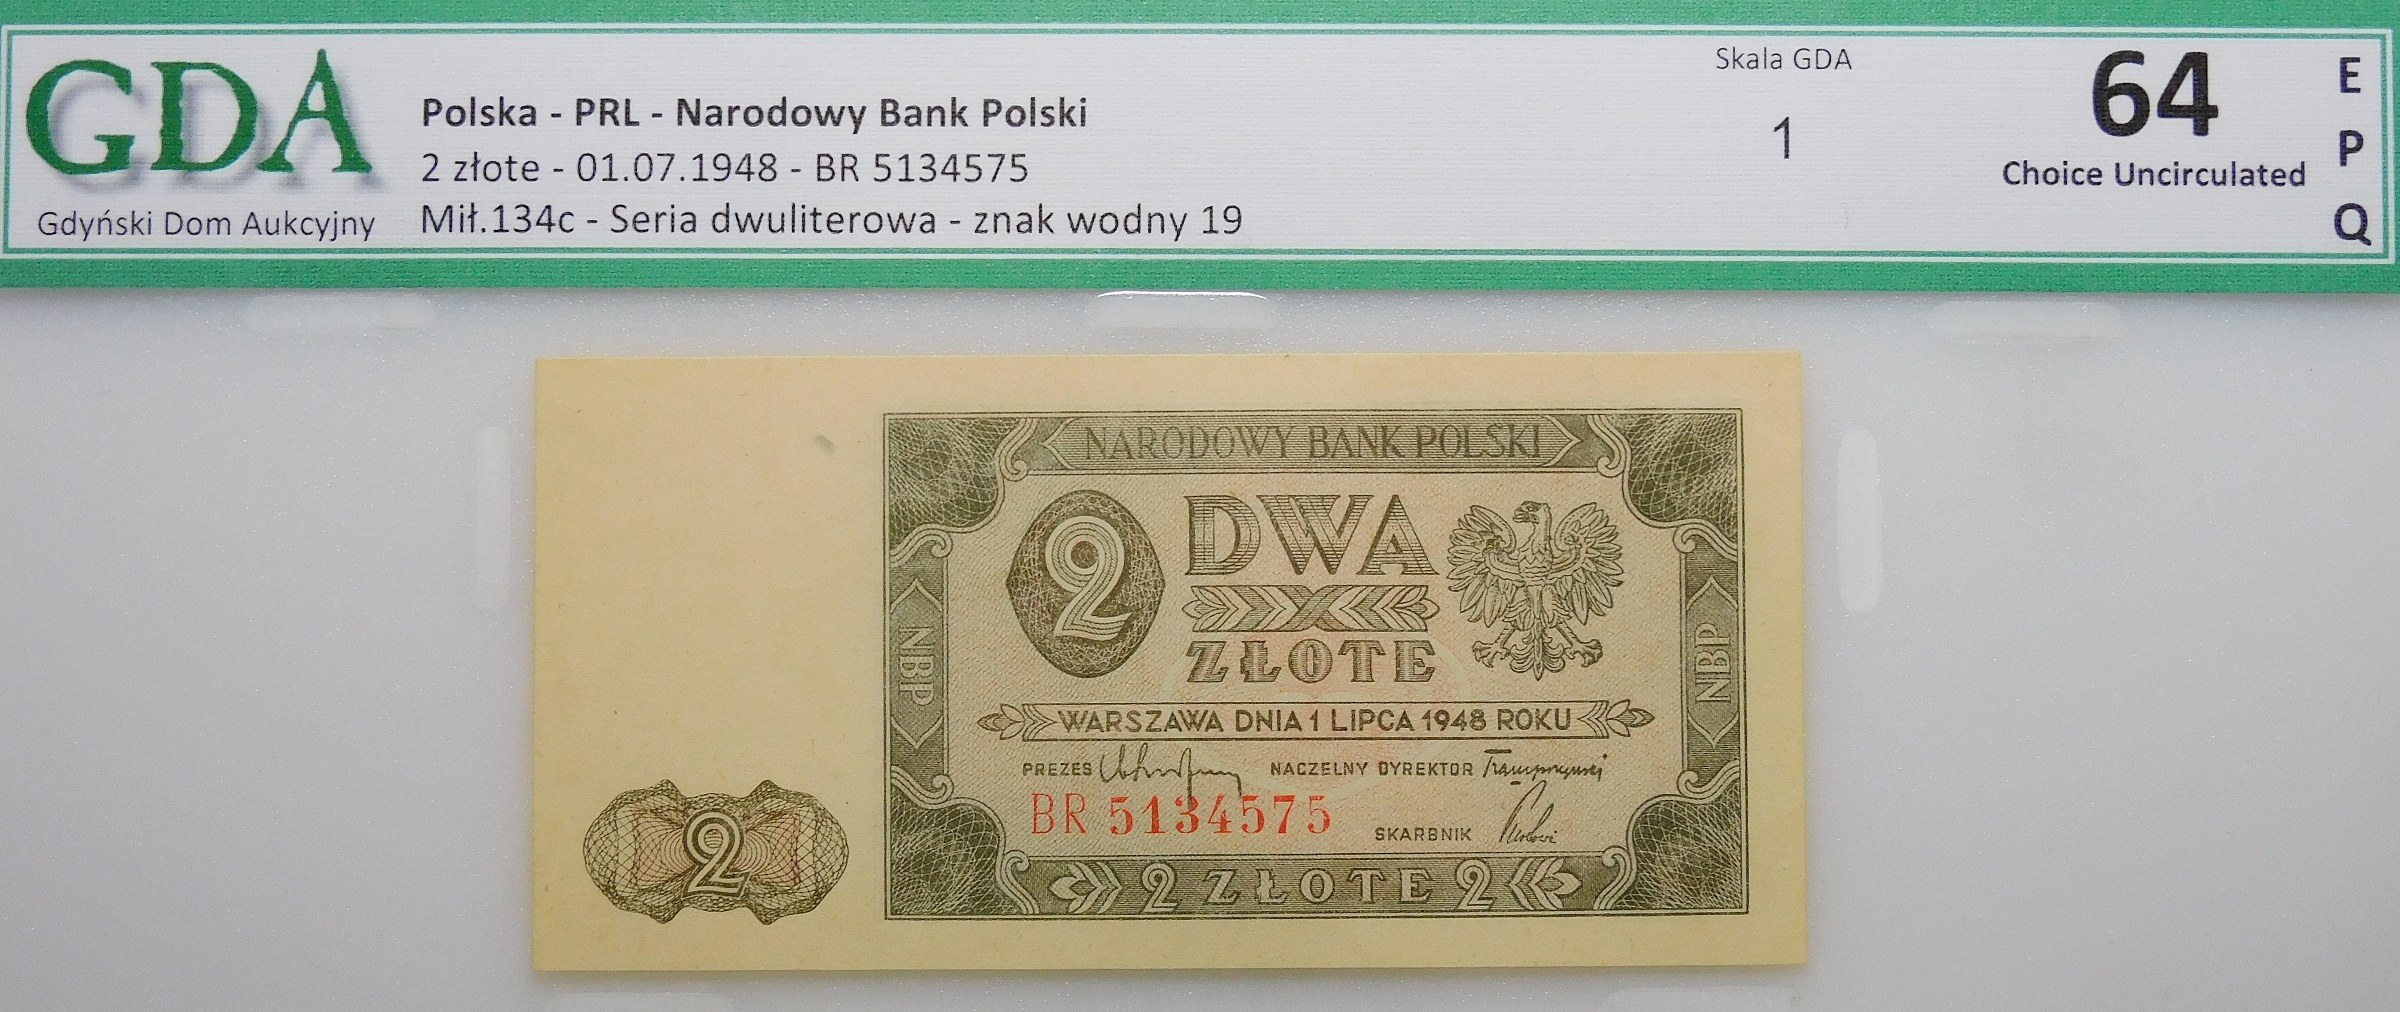 GDA
Gdyński Dom Aukcyjny
Polska - PRL - Narodowy Bank Polski
2 złote - 01.07.1948 - BR 5134575
Mił.134c - Seria dwuliterowa - znak wodny 19
Skala GDA
1
64
Choice Uncirculated
E
P
Q
NARODOWY BANK POLSKI
2
DWA
ZŁOTE
NBP
NBP
WARSZAWA DNIA 1 LIPCA 1948 ROKU
PREZES NACZELNY DYREKTOR
BR 5134575
SKARBNIK
2
2 ZŁOTE 2